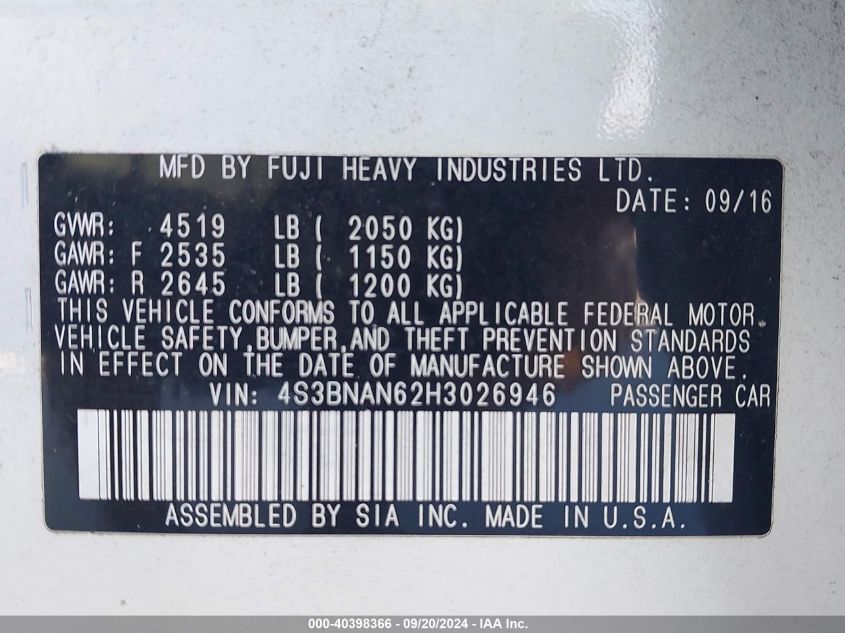 MFD BY FUJI HEAVY INDUSTRIES LTD.
DATE: 09/16
GVWR: 4519 LB ( 2050 KG)
GAWR: F 2535 LB ( 1150 KG)
GAWR: R 2645 LB ( 1200 KG)
THIS VEHICLE CONFORMS TO ALL APPLICABLE FEDERAL MOTOR
VEHICLE SAFETY, BUMPER, AND THEFT PREVENTION STANDARDS
IN EFFECT ON THE DATE OF MANUFACTURE SHOWN ABOVE.
VIN: 4S3BNAN62H3026946 PASSENGER CAR
ASSEMBLED BY SIA INC. MADE IN U.S.A.
000-40398366 - 09/20/2024 - IAA Inc.